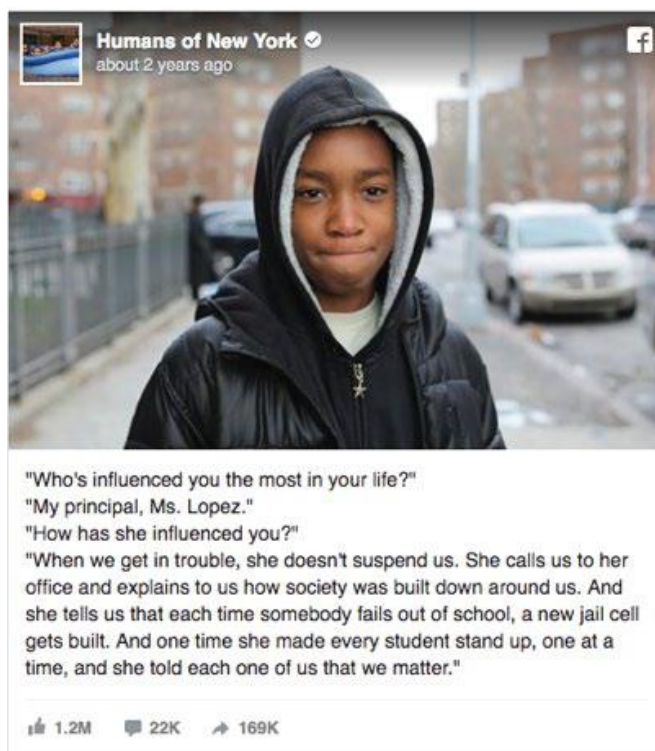 Humans of New York
about 2 years ago
"Who's influenced you the most in your life?"
"My principal, Ms. Lopez."
"How has she influenced you?"
"When we get in trouble, she doesn't suspend us. She calls us to her
office and explains to us how society was built down around us. And
she tells us that each time somebody fails out of school, a new jail cell
gets built. And one time she made every student stand up, one at a
time, and she told each one of us that we matter."
1.2M 22K 169K